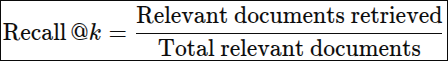 Recall @k = Relevant documents retrieved / Total relevant documents